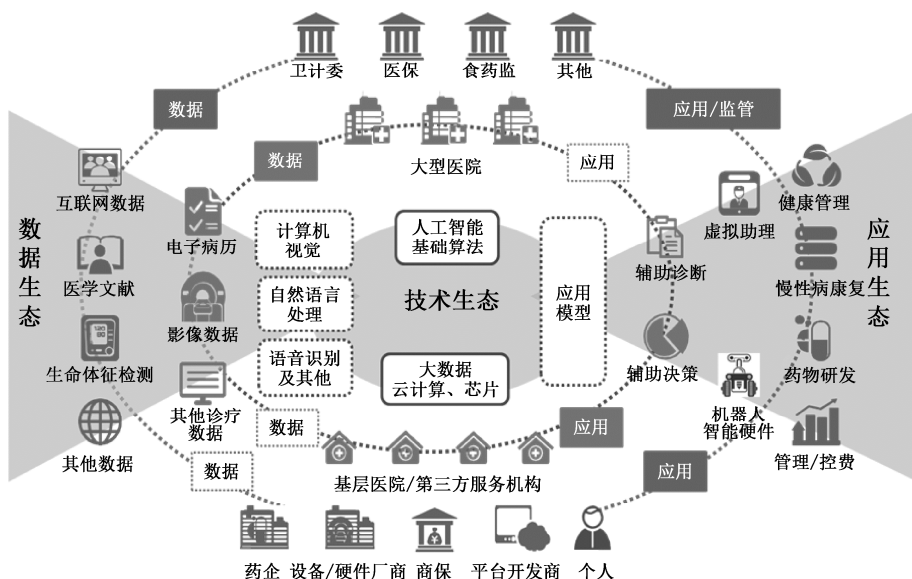 卫计委
医保
食药监
其他
数据
应用/监管
大型医院
数据
应用
数据生态
互联网数据
医学文献
生命体征检测
其他数据
电子病历
影像数据
其他诊疗
数据
计算机
视觉
自然语言
处理
语音识别
及其他
人工智能
基础算法
技术生态
大数据
云计算、芯片
应用
模型
辅助诊断
辅助决策
虚拟助理
机器人
智能硬件
健康管理
慢性病康复
药物研发
管理/控费
应用生态
数据
应用
数据
应用
基层医院/第三方服务机构
药企
设备/硬件厂商
商保
平台开发商
个人